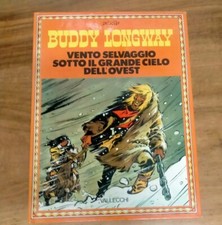 BUDDY LONGWAY
VENTO SELVAGGIO
SOTTO IL GRANDE CIELO
DELL'OVEST
VALLECCHI